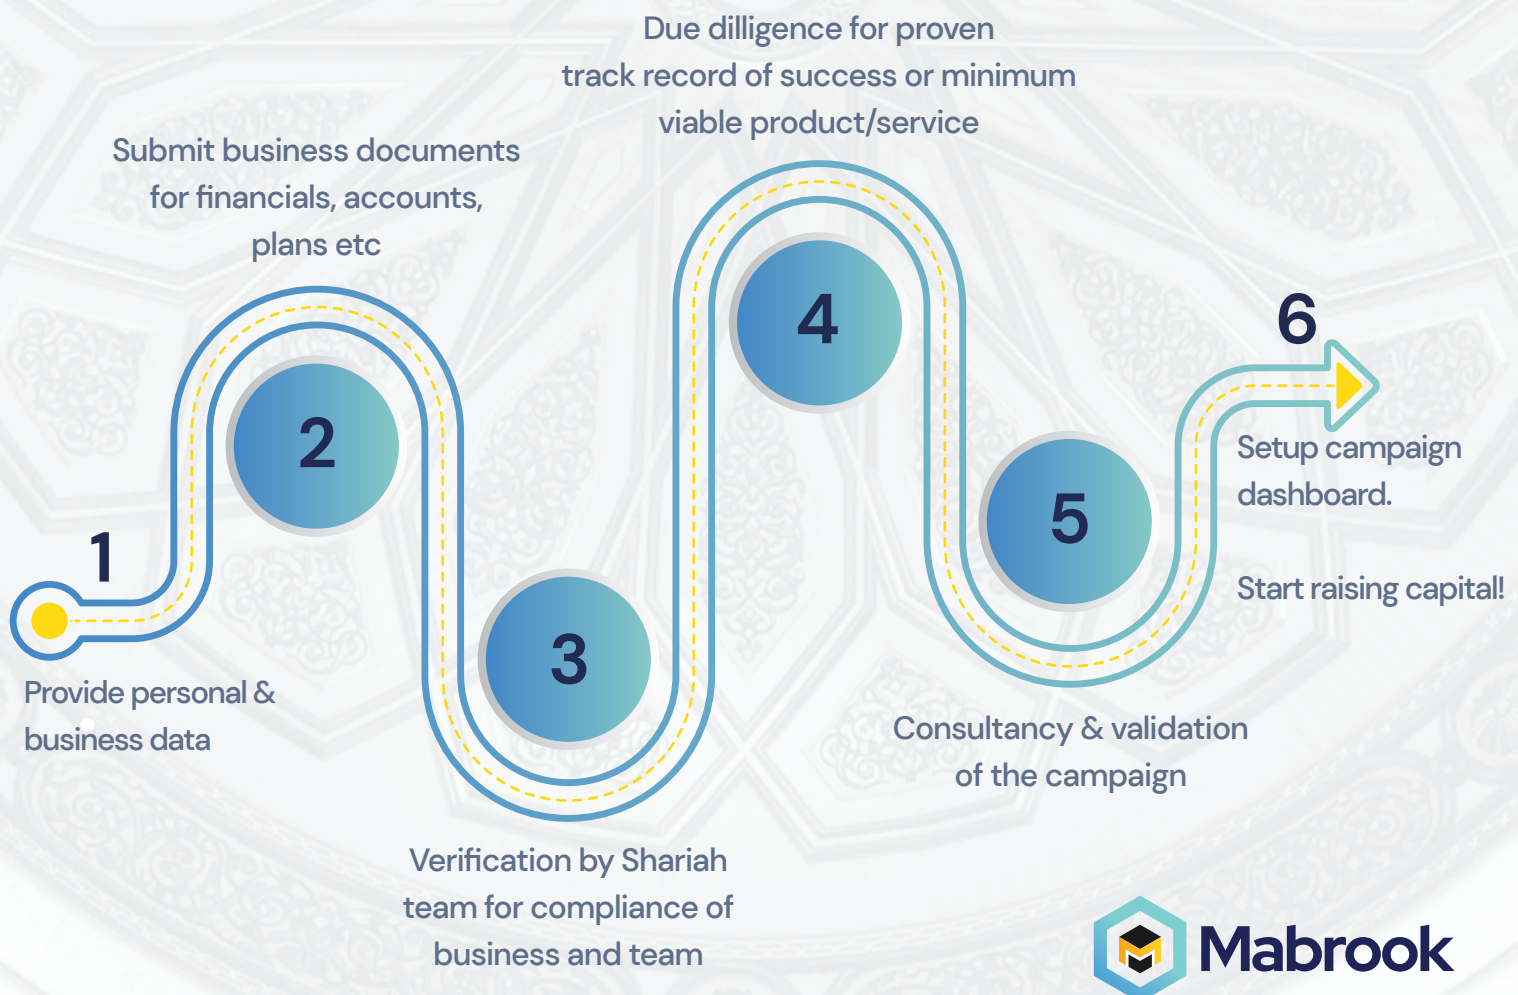 1
Provide personal &
business data
Submit business documents
for financials, accounts,
plans etc
2
3
Verification by Shariah
team for compliance of
business and team
Due dilligence for proven
track record of success or minimum
viable product/service
4
5
Consultancy & validation
of the campaign
6
Setup campaign
dashboard.
Start raising capital!
Mabrook